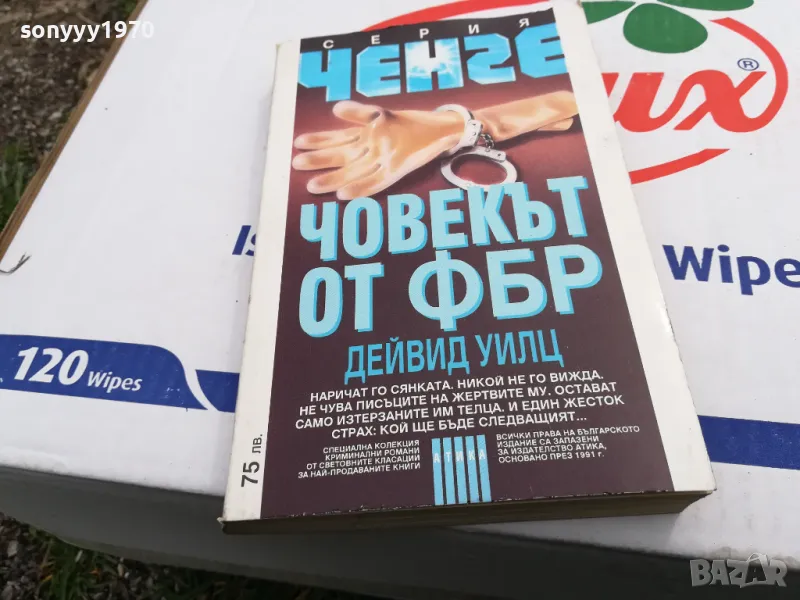 sonyyy1970
СЕРИЯ
ЧЕНГЕ
ЧОВЕКЪТ
ОТ ФБР
ДЕЙВИД УИЛЦ
НАРИЧАТ ГО СЯНКАТА. НИКОЙ НЕ ГО ВИЖДА.
НЕ ЧУВА ПИСЪЦИТЕ НА ЖЕРТВИТЕ МУ. ОСТАВАТ
САМО ИЗТЕРЗАНИТЕ ИМ ТЕЛЦА. И ЕДИН ЖЕСТОК
СТРАХ: КОЙ ЩЕ БЪДЕ СЛЕДВАЩИЯТ...
СПЕЦИАЛНА КОЛЕКЦИЯ
КРИМИНАЛНИ РОМАНИ
ОТ СВЕТОВНИТЕ КЛАСАЦИИ
ЗА НАЙ-ПРОДАВАНИТЕ КНИГИ
АТИКА
ВСИЧКИ ПРАВА НА БЪЛГАРСКОТО
ИЗДАНИЕ СА ЗАПАЗЕНИ
ЗА ИЗДАТЕЛСТВО АТИКА,
ОСНОВАНО ПРЕЗ 1991 г.
75 ЛВ.
120 Wipes
ux®
Wipe
BAZAR